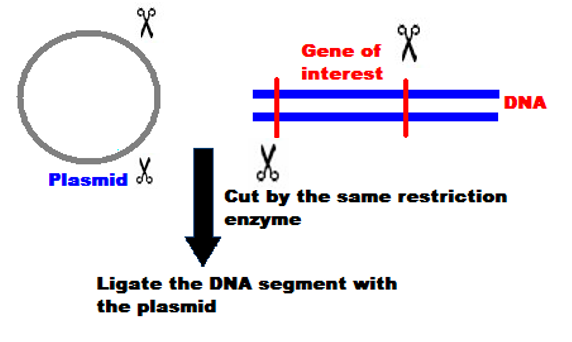 Gene of
interest
DNA
Plasmid
Cut by the same restriction
enzyme
Ligate the DNA segment with
the plasmid